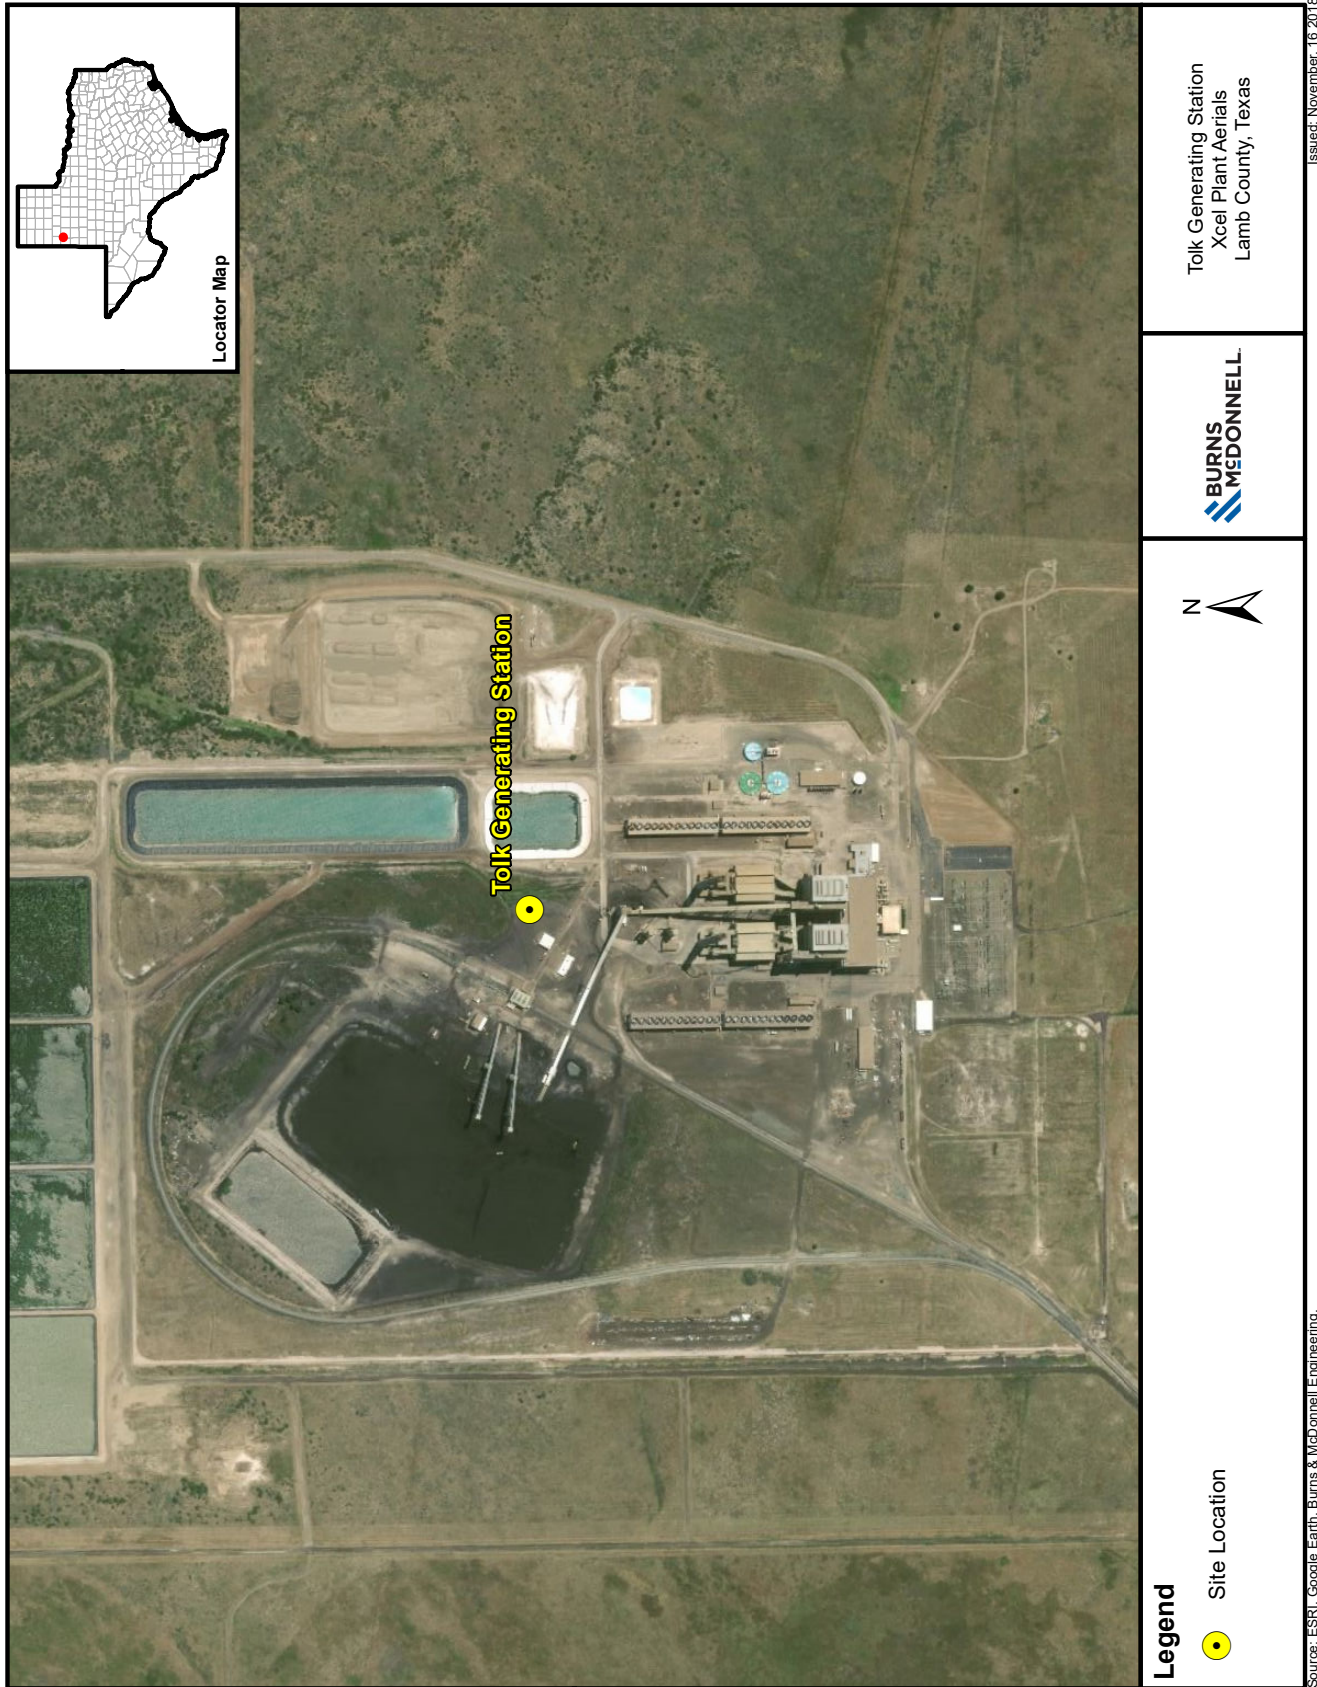 Locator Map
Tolk Generating Station
Legend
Site Location
N
BURNS
McDONNELL.
Tolk Generating Station
Xcel Plant Aerials
Lamb County, Texas
Source: ESRI, Google Earth, Burns & McDonnell Engineering.
Issued: November, 16 2018